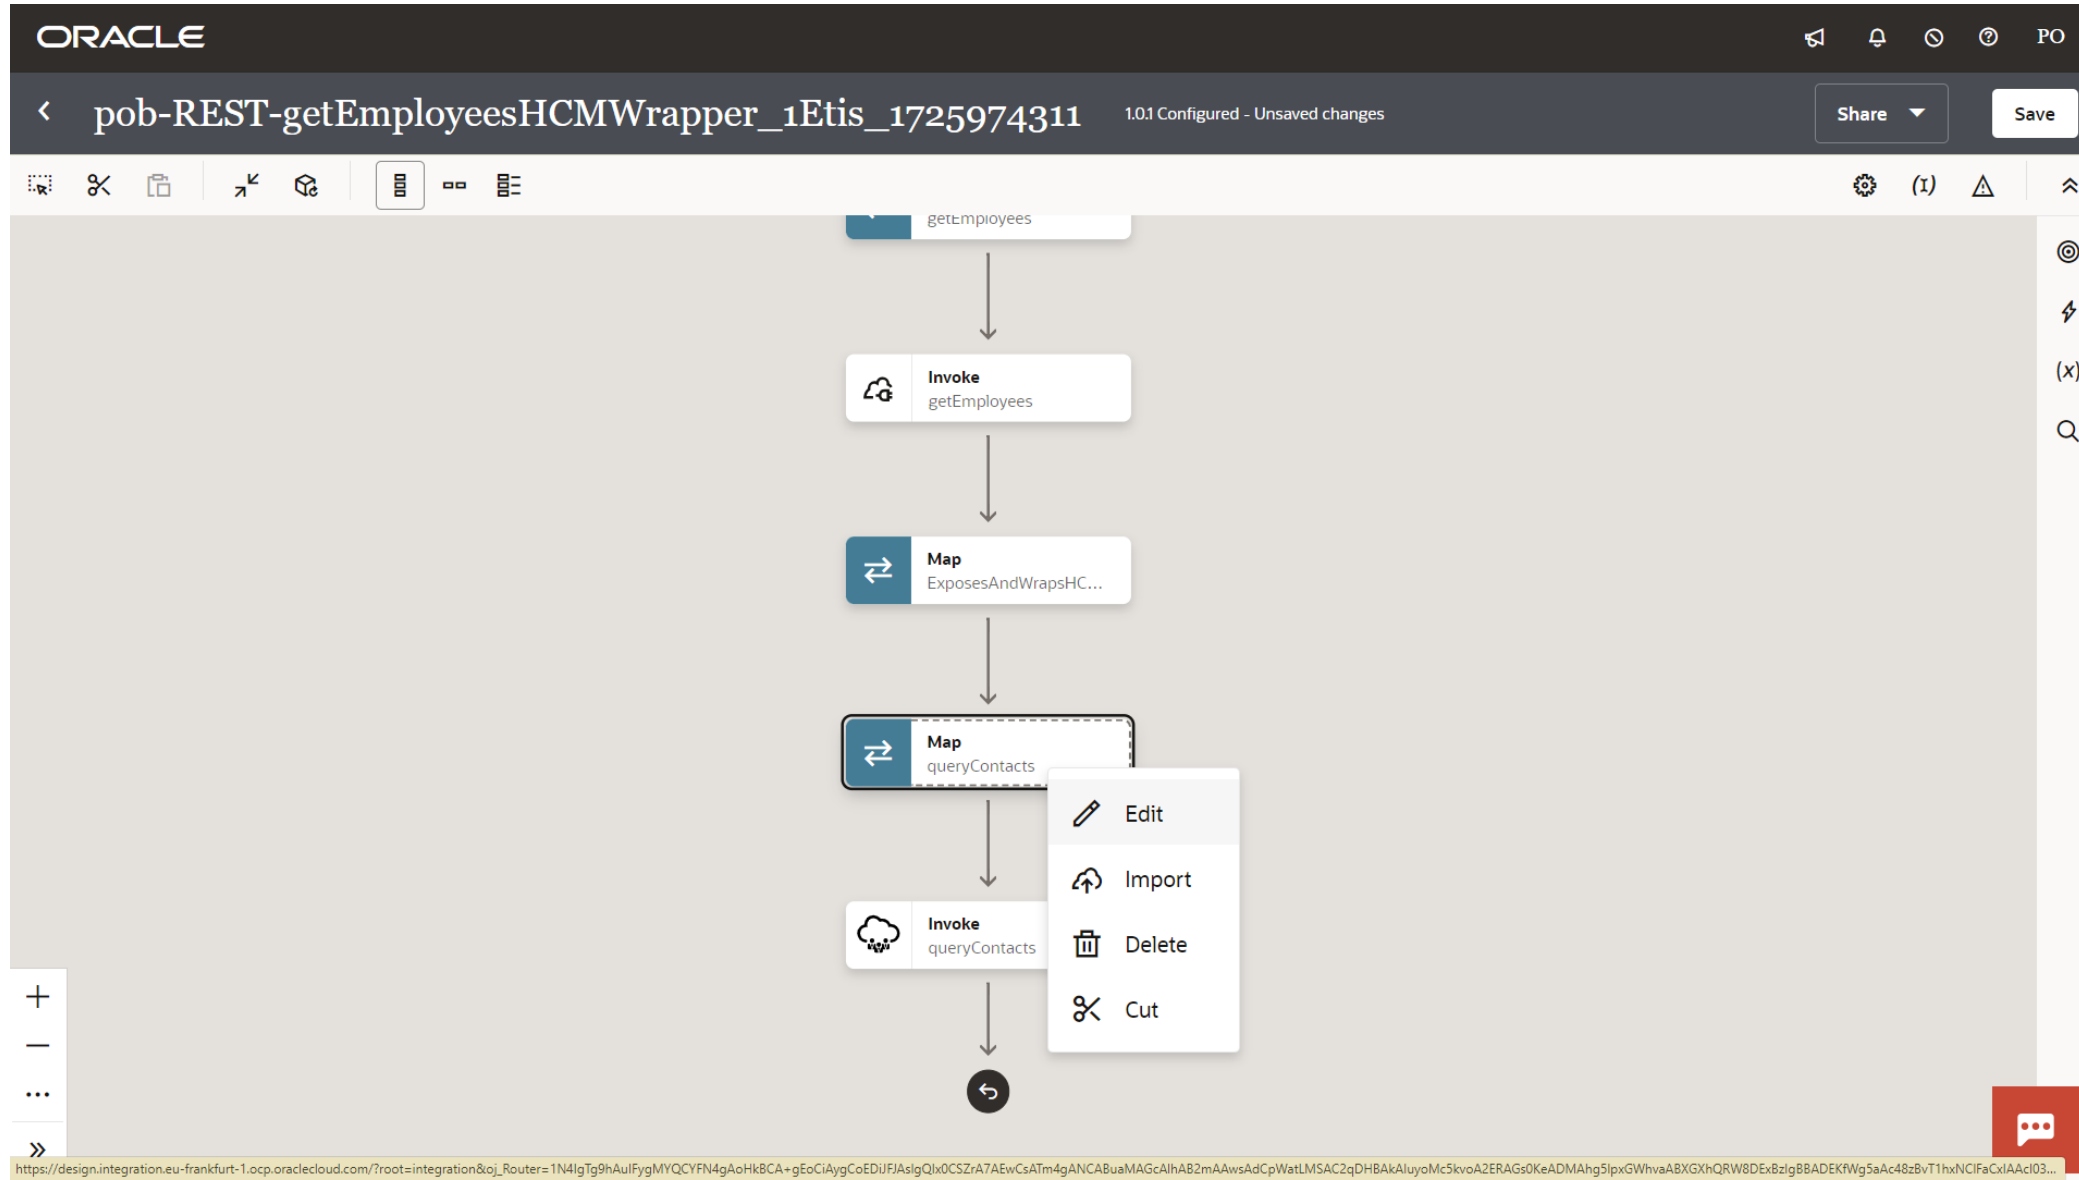 ORACLE
PO
pob-REST-getEmployeesHCMWrapper_1Etis_1725974311
1.0.1 Configured - Unsaved changes
Share
Save
getEmployees
Invoke
getEmployees
Map
ExposesAndWrapsHC...
Map
queryContacts
Edit
Import
Invoke
queryContacts
Delete
Cut